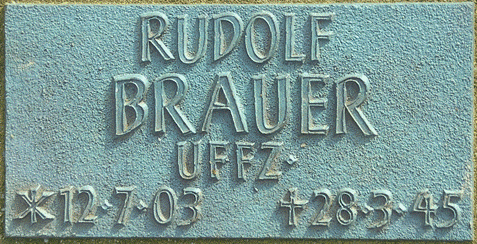 RUDOLF
BRAUER
UFFZ.
* 12·7·03 † 28·3·45